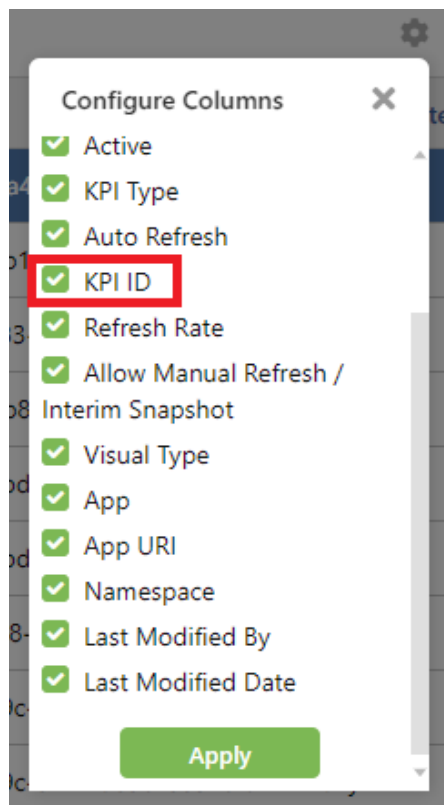 Configure Columns
Active
KPI Type
Auto Refresh
KPI ID
Refresh Rate
Allow Manual Refresh /
Interim Snapshot
Visual Type
App
App URI
Namespace
Last Modified By
Last Modified Date
Apply